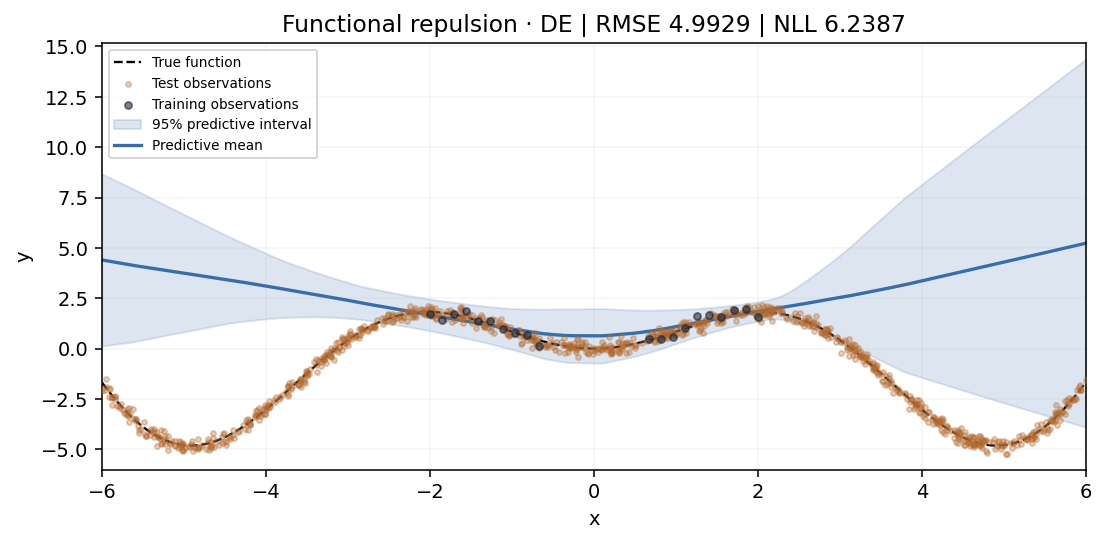 Functional repulsion · DE | RMSE 4.9929 | NLL 6.2387
True function
Test observations
Training observations
95% predictive interval
Predictive mean
15.0
12.5
10.0
7.5
5.0
2.5
0.0
−2.5
−5.0
y
−6 −4 −2 0 2 4 6
x